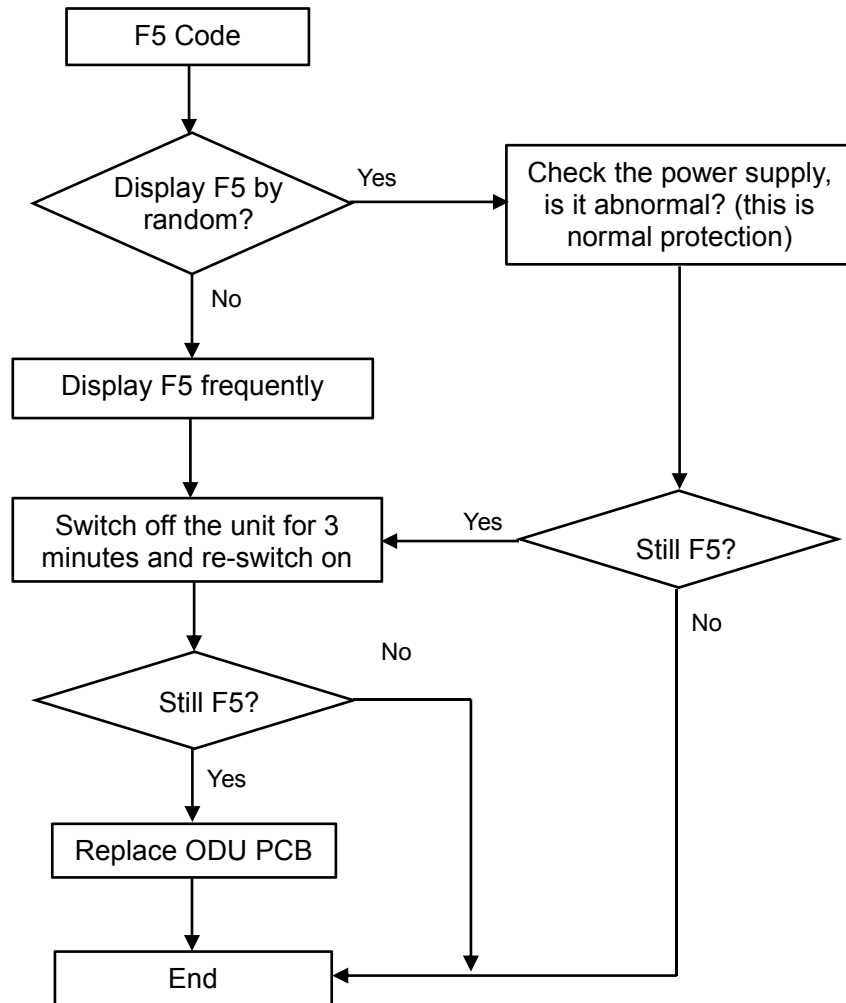 F5 Code
Display F5 by
random?
Yes
Check the power supply,
is it abnormal? (this is
normal protection)
No
Display F5 frequently
Switch off the unit for 3
minutes and re-switch on
Yes
Still F5?
No
No
Still F5?
Yes
Replace ODU PCB
End